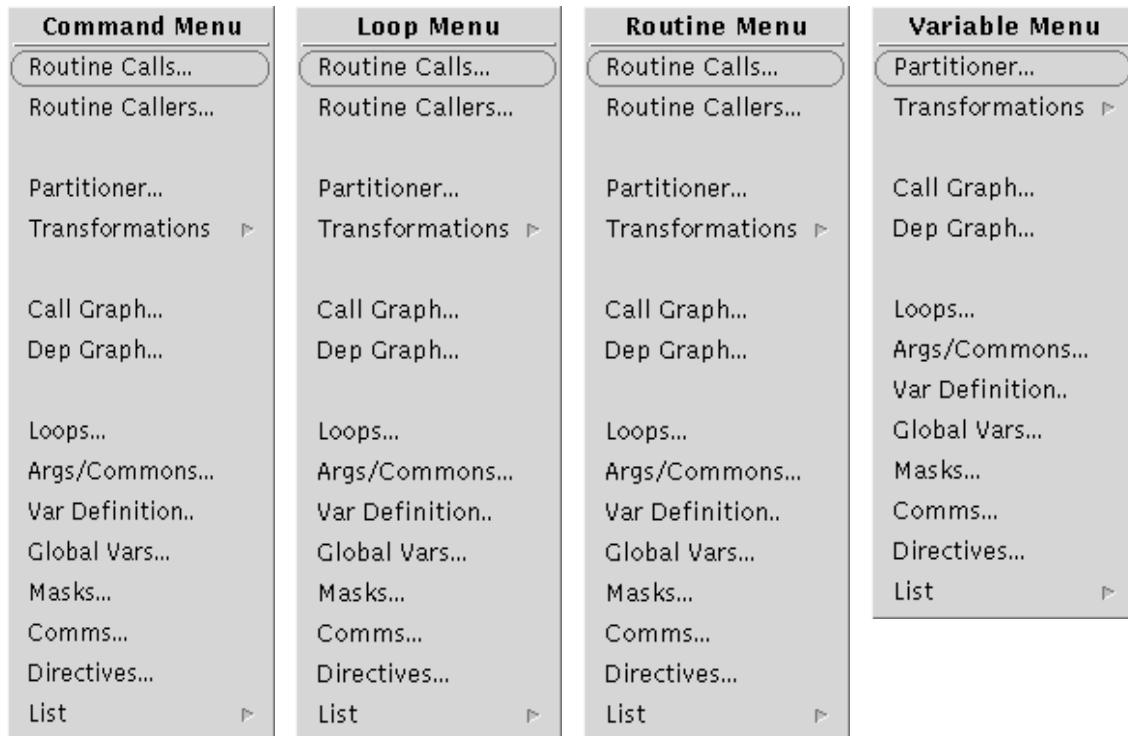 Command Menu
Routine Calls...
Routine Callers...
Partitioner...
Transformations
Call Graph...
Dep Graph...
Loops...
Args/Commons...
Var Definition..
Global Vars...
Masks...
Comms...
Directives...
List
Loop Menu
Routine Calls...
Routine Callers...
Partitioner...
Transformations
Call Graph...
Dep Graph...
Loops...
Args/Commons...
Var Definition..
Global Vars...
Masks...
Comms...
Directives...
List
Routine Menu
Routine Calls...
Routine Callers...
Partitioner...
Transformations
Call Graph...
Dep Graph...
Loops...
Args/Commons...
Var Definition..
Global Vars...
Masks...
Comms...
Directives...
List
Variable Menu
Partitioner...
Transformations
Call Graph...
Dep Graph...
Loops...
Args/Commons...
Var Definition..
Global Vars...
Masks...
Comms...
Directives...
List